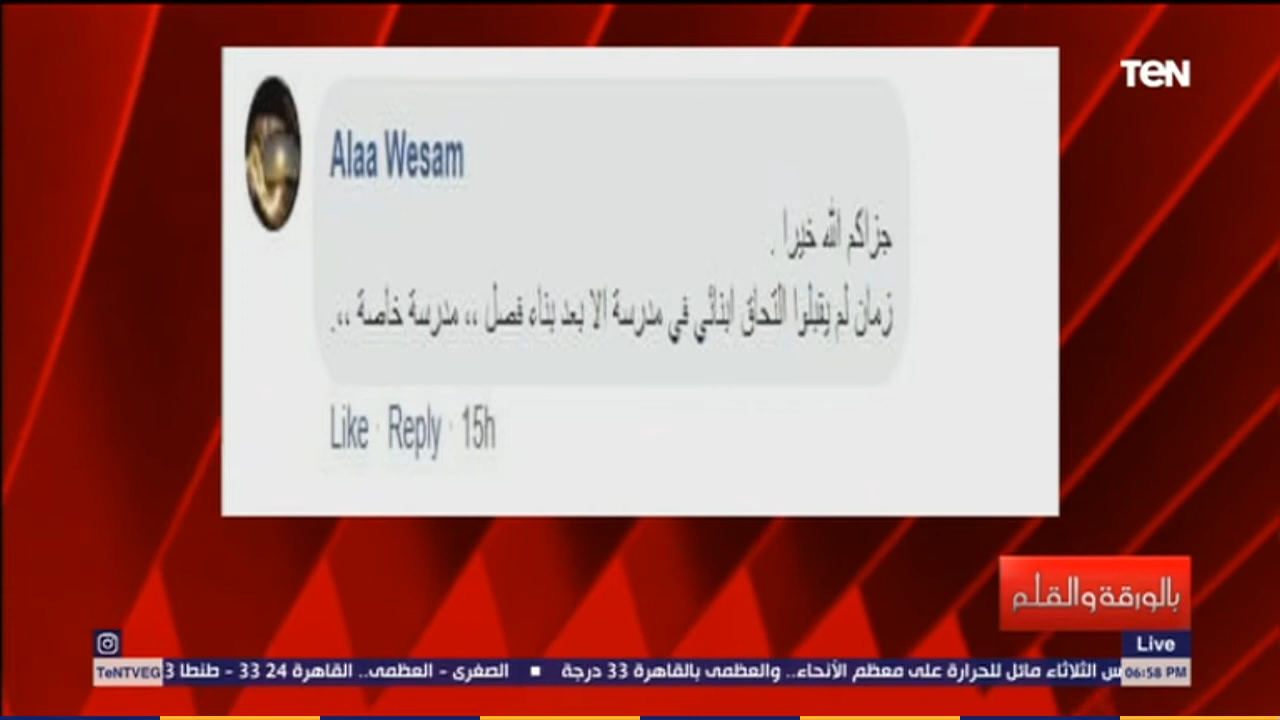 TeN
Alaa Wesam
جزاكم الله خيرا .
زمان لم يقبلوا التحاق ابنائي في مدرسة الا بعد بناء فصل ،، مدرسة خاصة ،،.
Like · Reply · 15h
بالورقة والقلم
Live
06:58 PM
س الثلاثاء مائل للحرارة على معظم الأنحاء.. والعظمى بالقاهرة 33 درجة ■ الصغرى - العظمى.. القاهرة 24 33 - طنطا 3
TeNTVEG